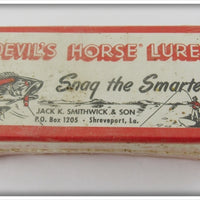 DEVIL'S HORSE LURE
Snag the Smarte
JACK K. SMITHWICK & SON
P.O. Box 1205 - Shreveport, La.